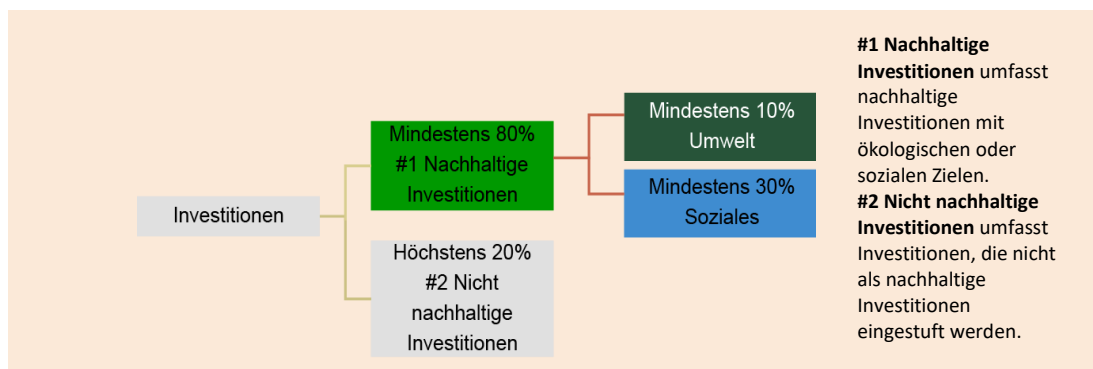 Investitionen
Mindestens 80%
#1 Nachhaltige
Investitionen
Höchstens 20%
#2 Nicht
nachhaltige
Investitionen
Mindestens 10%
Umwelt
Mindestens 30%
Soziales
#1 Nachhaltige
Investitionen umfasst
nachhaltige
Investitionen mit
ökologischen oder
sozialen Zielen.
#2 Nicht nachhaltige
Investitionen umfasst
Investitionen, die nicht
als nachhaltige
Investitionen
eingestuft werden.